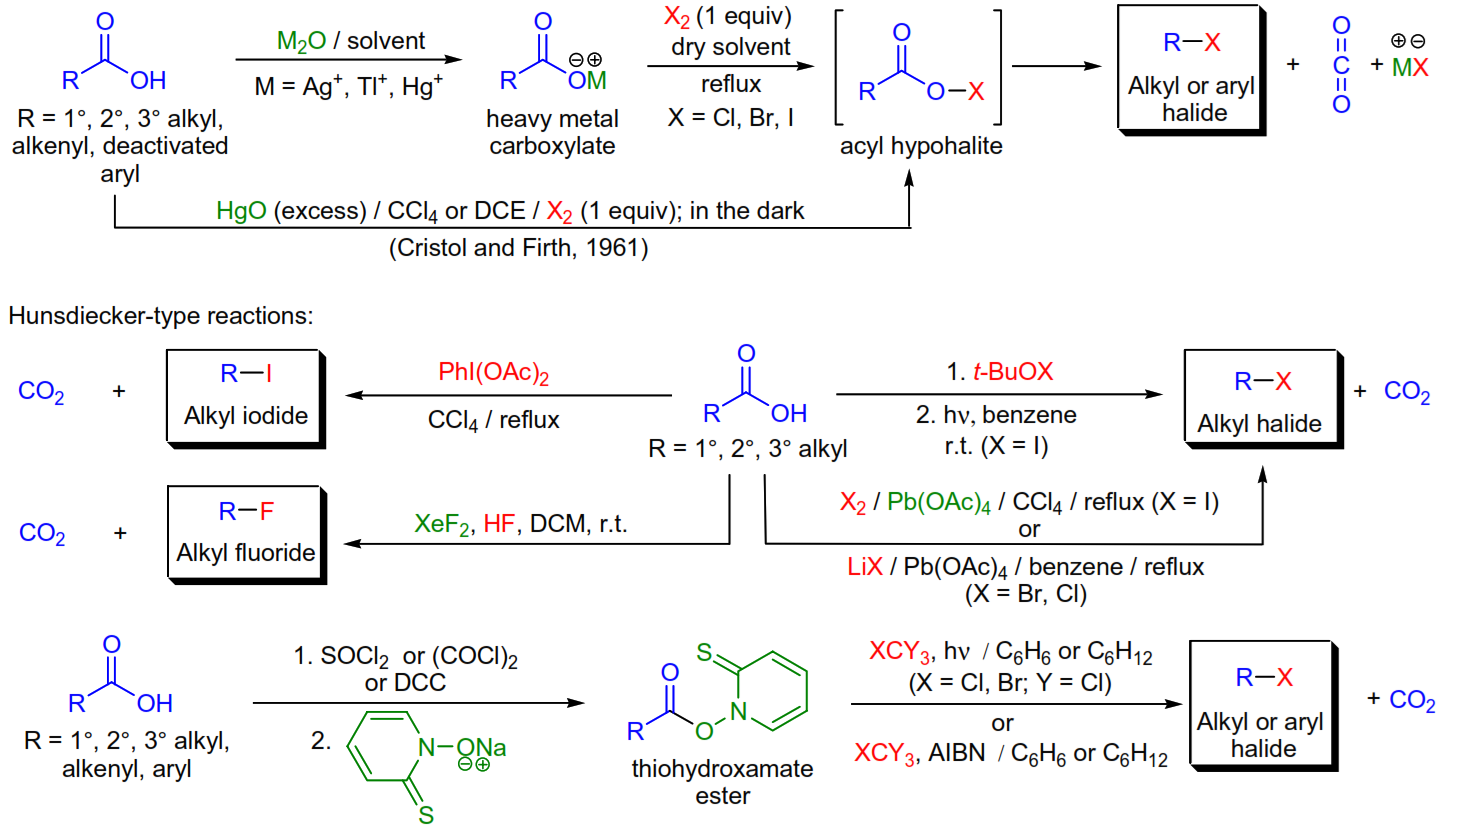 O
R OH
R = 1°, 2°, 3° alkyl,
alkenyl, deactivated
aryl
M₂O / solvent
M = Ag⁺, Tl⁺, Hg⁺
O
R OM
⊖⊕
heavy metal
carboxylate
X₂ (1 equiv)
dry solvent
reflux
X = Cl, Br, I
O
R O–X
acyl hypohalite
R–X
Alkyl or aryl
halide
+
O
C
O
+ MX
⊕⊖
HgO (excess) / CCl₄ or DCE / X₂ (1 equiv); in the dark
(Cristol and Firth, 1961)
Hunsdiecker-type reactions:
CO₂ +
R–I
Alkyl iodide
PhI(OAc)₂
CCl₄ / reflux
O
R OH
R = 1°, 2°, 3° alkyl
1. t-BuOX
2. hν, benzene
r.t. (X = I)
R–X
Alkyl halide
+ CO₂
CO₂ +
R–F
Alkyl fluoride
XeF₂, HF, DCM, r.t.
X₂ / Pb(OAc)₄ / CCl₄ / reflux (X = I)
or
LiX / Pb(OAc)₄ / benzene / reflux
(X = Br, Cl)
O
R OH
R = 1°, 2°, 3° alkyl,
alkenyl, aryl
1. SOCl₂ or (COCl)₂
or DCC
2.
N–ONa
⊖⊕
S
S
O
R O N
thiohydroxamate
ester
XCY₃, hν / C₆H₆ or C₆H₁₂
(X = Cl, Br; Y = Cl)
or
XCY₃, AIBN / C₆H₆ or C₆H₁₂
R–X
Alkyl or aryl
halide
+ CO₂